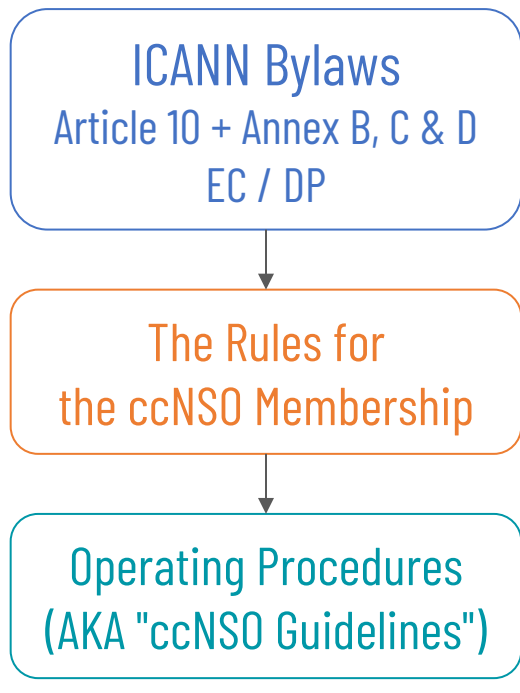 ICANN Bylaws
Article 10 + Annex B, C & D
EC / DP
The Rules for
the ccNSO Membership
Operating Procedures
(AKA "ccNSO Guidelines")